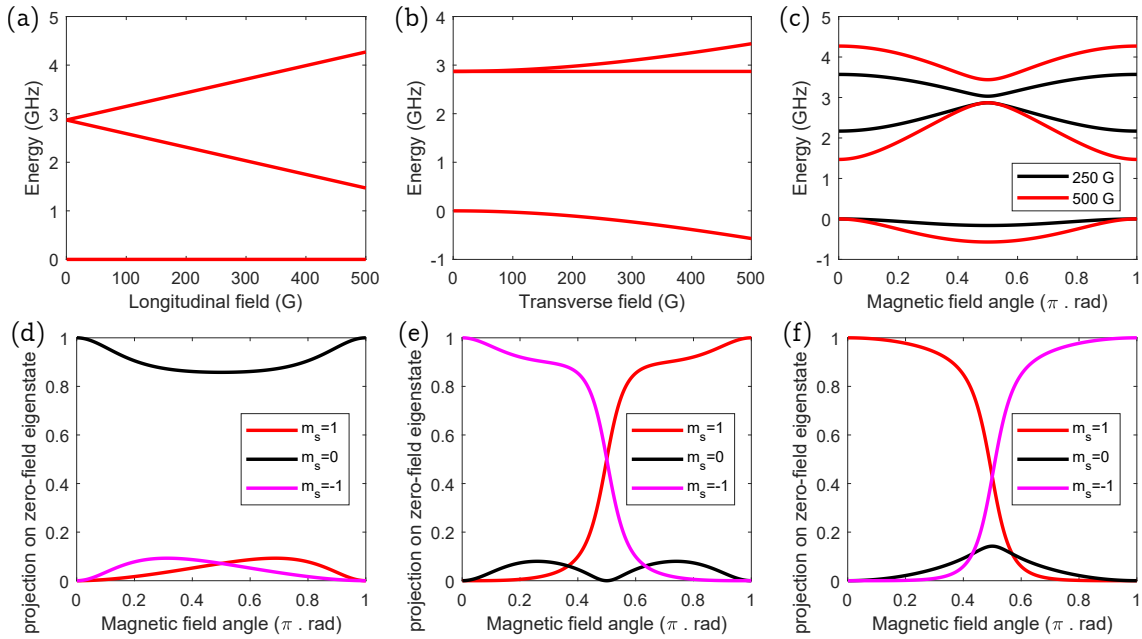 (a)
5
4
3
2
1
0
0 100 200 300 400 500
Energy (GHz)
Longitudinal field (G)
(b)
5
4
3
2
1
0
-1
0 100 200 300 400 500
Energy (GHz)
Transverse field (G)
(c)
5
4
3
2
1
0
-1
0 0.2 0.4 0.6 0.8 1
Energy (GHz)
Magnetic field angle (π . rad)
250 G
500 G
(d)
1
0.8
0.6
0.4
0.2
0
0 0.2 0.4 0.6 0.8 1
projection on zero-field eigenstate
Magnetic field angle (π . rad)
m_s=1
m_s=0
m_s=-1
(e)
1
0.8
0.6
0.4
0.2
0
0 0.2 0.4 0.6 0.8 1
projection on zero-field eigenstate
Magnetic field angle (π . rad)
m_s=1
m_s=0
m_s=-1
(f)
1
0.8
0.6
0.4
0.2
0
0 0.2 0.4 0.6 0.8 1
projection on zero-field eigenstate
Magnetic field angle (π . rad)
m_s=1
m_s=0
m_s=-1